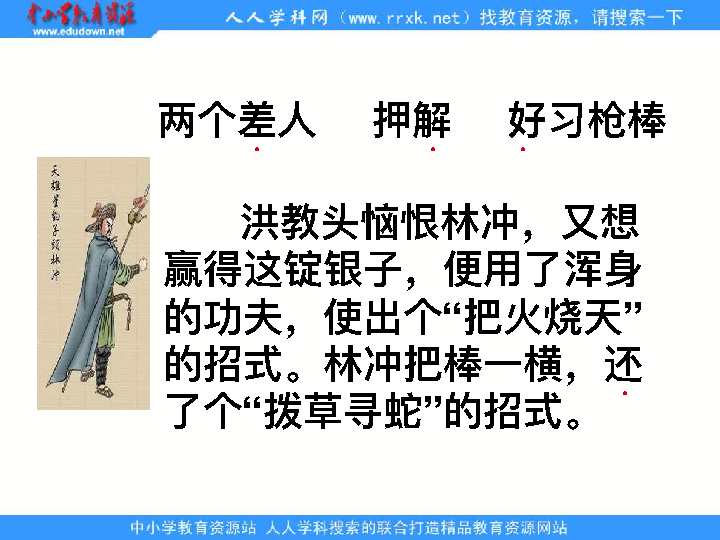 中小学教育资源
www.edudown.net
人人学科网（www.rrxk.net）找教育资源，请搜索一下
两个差人 押解 好习枪棒
天雄星豹子头林冲
洪教头恼恨林冲，又想
赢得这锭银子，便用了浑身
的功夫，使出个“把火烧天”
的招式。林冲把棒一横，还
了个“拨草寻蛇”的招式。
中小学教育资源站 人人学科搜索的联合打造精品教育资源网站